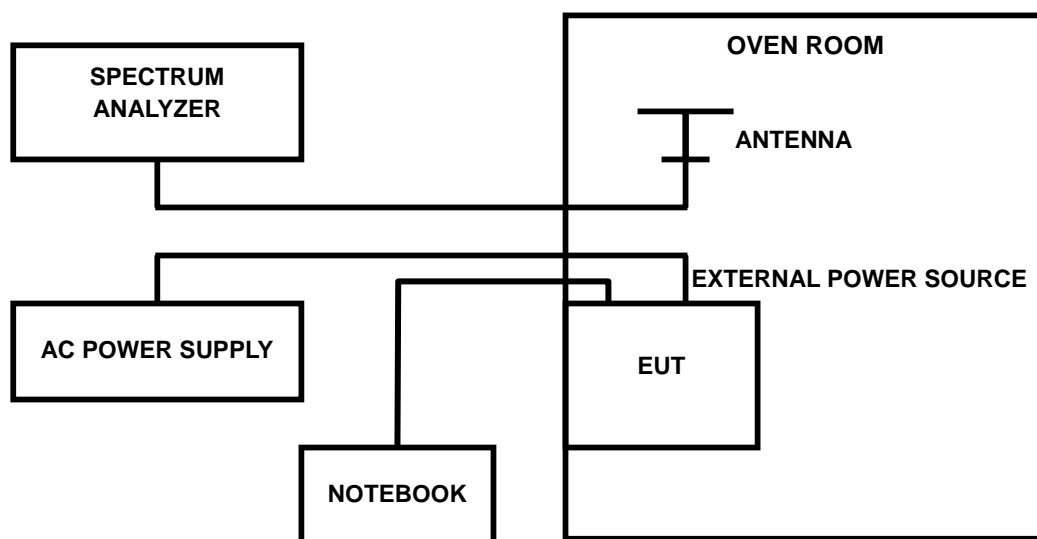 OVEN ROOM
SPECTRUM
ANALYZER
ANTENNA
EXTERNAL POWER SOURCE
AC POWER SUPPLY
EUT
NOTEBOOK